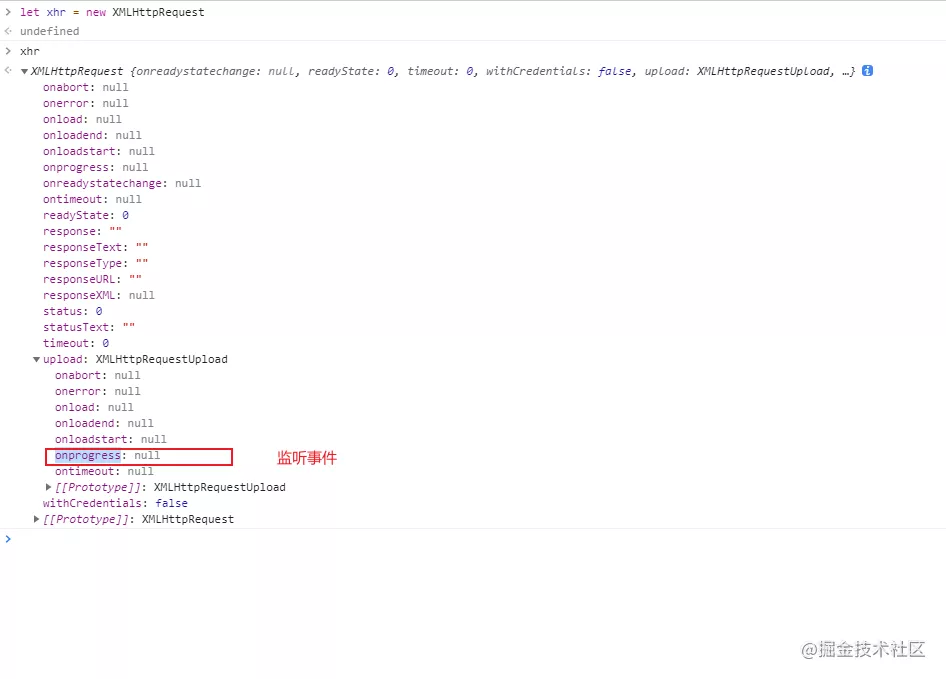 > let xhr = new XMLHttpRequest
< undefined
> xhr
< ▼XMLHttpRequest {onreadystatechange: null, readyState: 0, timeout: 0, withCredentials: false, upload: XMLHttpRequestUpload, …} i
onabort: null
onerror: null
onload: null
onloadend: null
onloadstart: null
onprogress: null
onreadystatechange: null
ontimeout: null
readyState: 0
response: ""
responseText: ""
responseType: ""
responseURL: ""
responseXML: null
status: 0
statusText: ""
timeout: 0
▼upload: XMLHttpRequestUpload
onabort: null
onerror: null
onload: null
onloadend: null
onloadstart: null
onprogress: null 监听事件
ontimeout: null
▶[[Prototype]]: XMLHttpRequestUpload
withCredentials: false
▶[[Prototype]]: XMLHttpRequest
>
@掘金技术社区